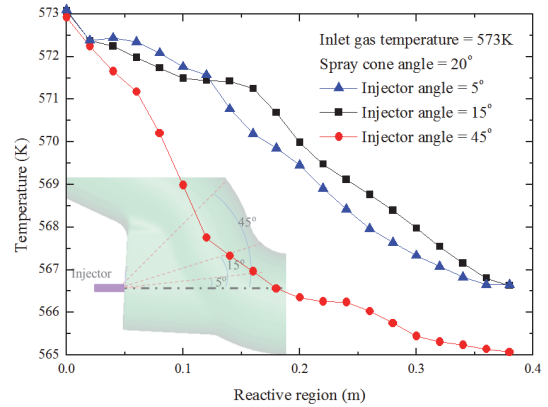 573
572
571
570
569
568
567
566
565
Temperature (K)
Inlet gas temperature = 573K
Spray cone angle = 20°
Injector angle = 5°
Injector angle = 15°
Injector angle = 45°
45°
15°
5°
Injector
0.0
0.1
0.2
0.3
0.4
Reactive region (m)